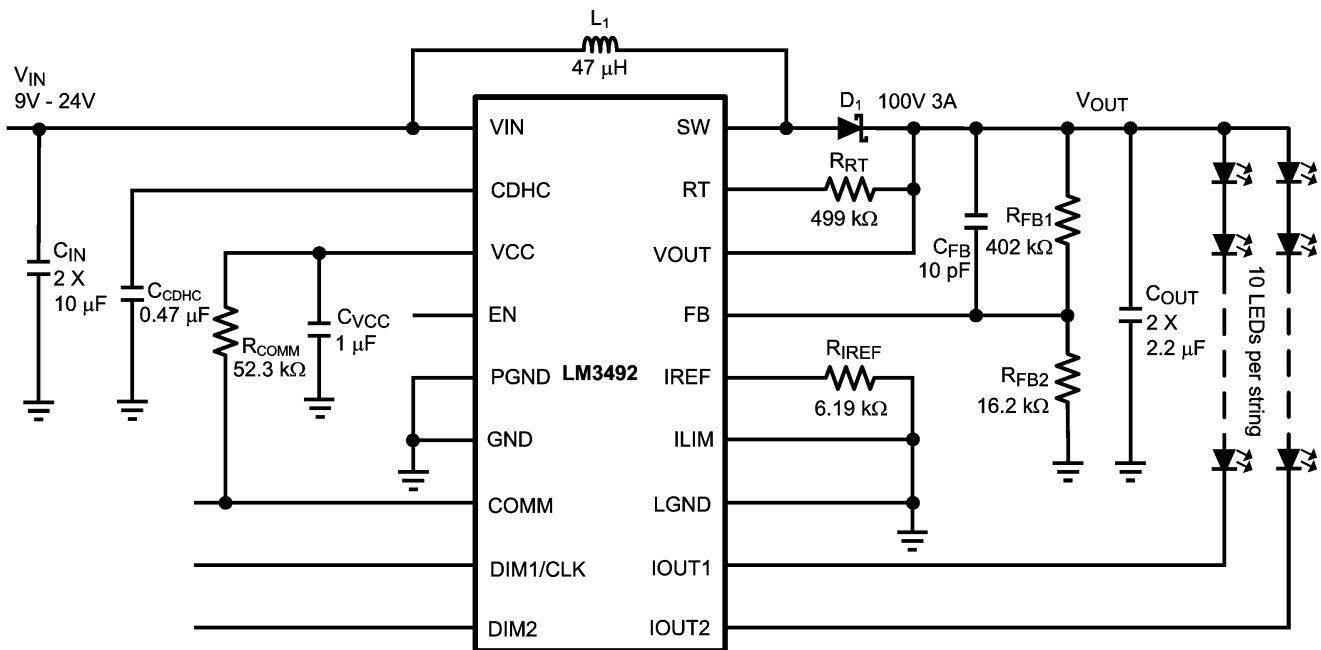 L1
47 μH
VIN
9V - 24V
D1
100V 3A
VOUT
VIN
SW
RRT
499 kΩ
CDHC
RT
CIN
2 X
10 μF
CCDHC
0.47 μF
VCC
VOUT
CFB
10 pF
RFB1
402 kΩ
RCOMM
52.3 kΩ
CVCC
1 μF
EN
FB
COUT
2 X
2.2 μF
10 LEDs per string
PGND
LM3492
IREF
RIREF
6.19 kΩ
RFB2
16.2 kΩ
GND
ILIM
COMM
LGND
DIM1/CLK
IOUT1
DIM2
IOUT2